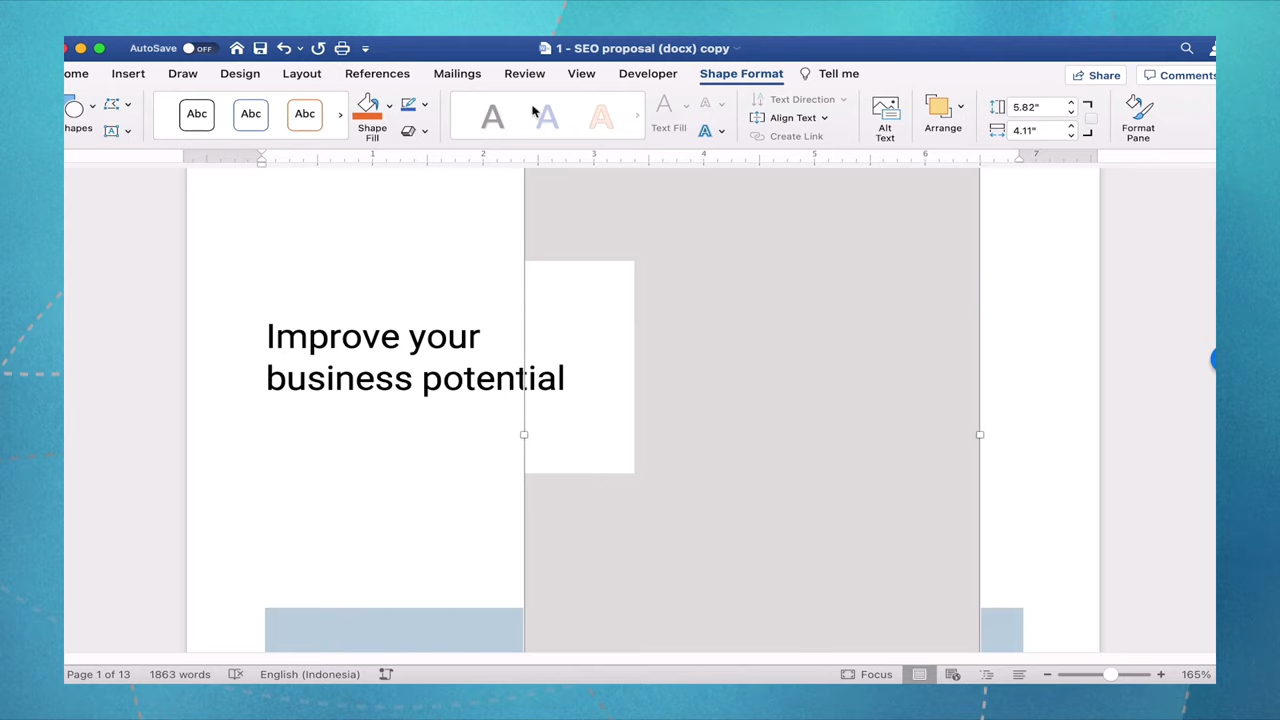 AutoSave OFF
1 - SEO proposal (docx) copy
ome Insert Draw Design Layout References Mailings Review View Developer Shape Format Tell me
Share Comments
hapes
Abc Abc Abc
Shape
Fill
A A A
A
Text Fill
A
A
Text Direction
Align Text
Create Link
Alt
Text
Arrange
5.82"
4.11"
Format
Pane
1 2 3 4 5 6 7
Improve your
business potential
Page 1 of 13 1863 words English (Indonesia) Focus 165%